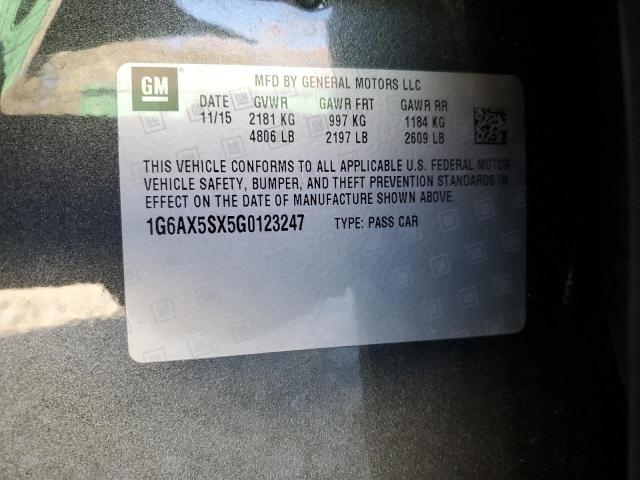 GM
MFD BY GENERAL MOTORS LLC
DATE GVWR GAWR FRT GAWR RR
11/15 2181 KG 997 KG 1184 KG
4806 LB 2197 LB 2609 LB
THIS VEHICLE CONFORMS TO ALL APPLICABLE U.S. FEDERAL MOTOR
VEHICLE SAFETY, BUMPER, AND THEFT PREVENTION STANDARDS IN
EFFECT ON THE DATE OF MANUFACTURE SHOWN ABOVE.
1G6AX5SX5G0123247 TYPE: PASS CAR